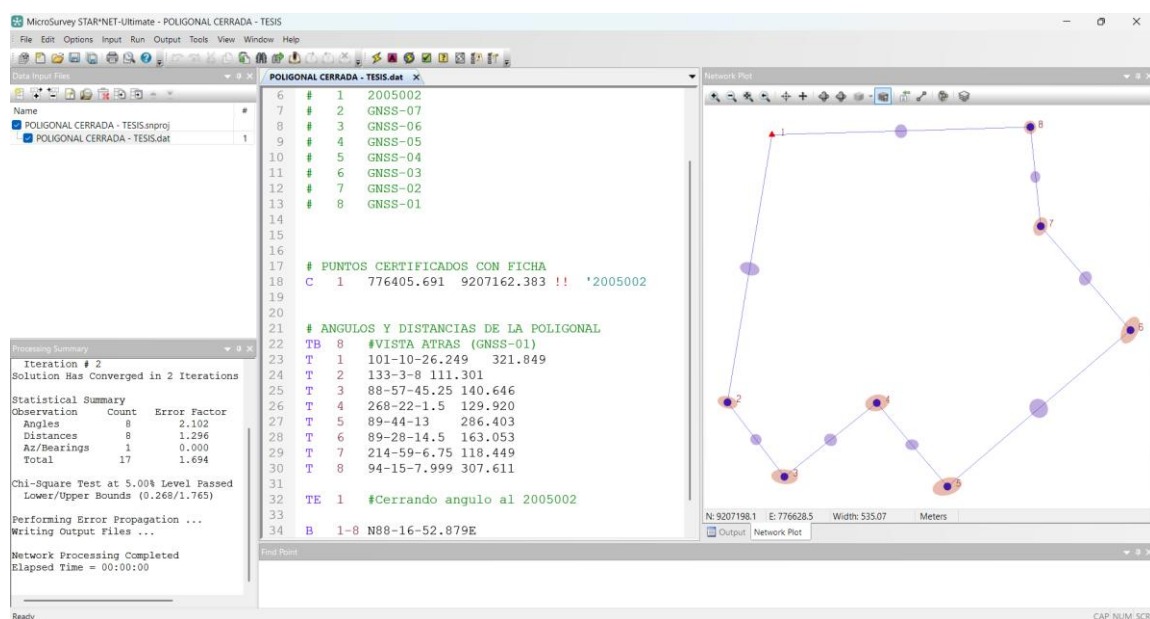 MicroSurvey STAR*NET-Ultimate - POLIGONAL CERRADA - TESIS
File Edit Options Input Run Output Tools View Window Help
Data Input Files
Name #
POLIGONAL CERRADA - TESIS.snproj
POLIGONAL CERRADA - TESIS.dat 1
Processing Summary
Iteration # 2
Solution Has Converged in 2 Iterations
Statistical Summary
Observation Count Error Factor
Angles 8 2.102
Distances 8 1.296
Az/Bearings 1 0.000
Total 17 1.694
Chi-Square Test at 5.00% Level Passed
Lower/Upper Bounds (0.268/1.765)
Performing Error Propagation ...
Writing Output Files ...
Network Processing Completed
Elapsed Time = 00:00:00
POLIGONAL CERRADA - TESIS.dat
6 # 1 2005002
7 # 2 GNSS-07
8 # 3 GNSS-06
9 # 4 GNSS-05
10 # 5 GNSS-04
11 # 6 GNSS-03
12 # 7 GNSS-02
13 # 8 GNSS-01
14
15
16
17 # PUNTOS CERTIFICADOS CON FICHA
18 C 1 776405.691 9207162.383 !! '2005002
19
20
21 # ANGULOS Y DISTANCIAS DE LA POLIGONAL
22 TB 8 #VISTA ATRAS (GNSS-01)
23 T 1 101-10-26.249 321.849
24 T 2 133-3-8 111.301
25 T 3 88-57-45.25 140.646
26 T 4 268-22-1.5 129.920
27 T 5 89-44-13 286.403
28 T 6 89-28-14.5 163.053
29 T 7 214-59-6.75 118.449
30 T 8 94-15-7.999 307.611
31
32 TE 1 #Cerrando angulo al 2005002
33
34 B 1-8 N88-16-52.879E
Network Plot
1
8
7
6
2
4
3
5
N: 9207198.1 E: 776628.5 Width: 535.07 Meters
Output Network Plot
Find Point
Ready
CAP NUM SCR